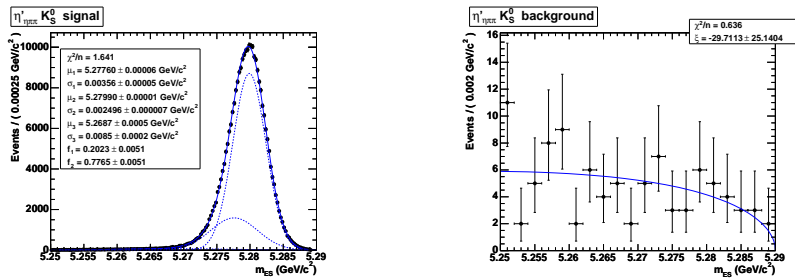 η′ηππ K⁰S signal
χ²/n = 1.641
μ₁ = 5.27760 ± 0.00006 GeV/c²
σ₁ = 0.00356 ± 0.00005 GeV/c²
μ₂ = 5.27990 ± 0.00001 GeV/c²
σ₂ = 0.002496 ± 0.000007 GeV/c²
μ₃ = 5.2687 ± 0.0005 GeV/c²
σ₃ = 0.0085 ± 0.0002 GeV/c²
f₁ = 0.2023 ± 0.0051
f₂ = 0.7765 ± 0.0051
Events / ( 0.00025 GeV/c² )
10000
8000
6000
4000
2000
0
5.25 5.255 5.26 5.265 5.27 5.275 5.28 5.285 5.29
mES (GeV/c²)
η′ηππ K⁰S background
χ²/n = 0.636
ξ = -29.7113 ± 25.1404
Events / ( 0.002 GeV/c² )
16
14
12
10
8
6
4
2
0
5.25 5.255 5.26 5.265 5.27 5.275 5.28 5.285 5.29
mES (GeV/c²)